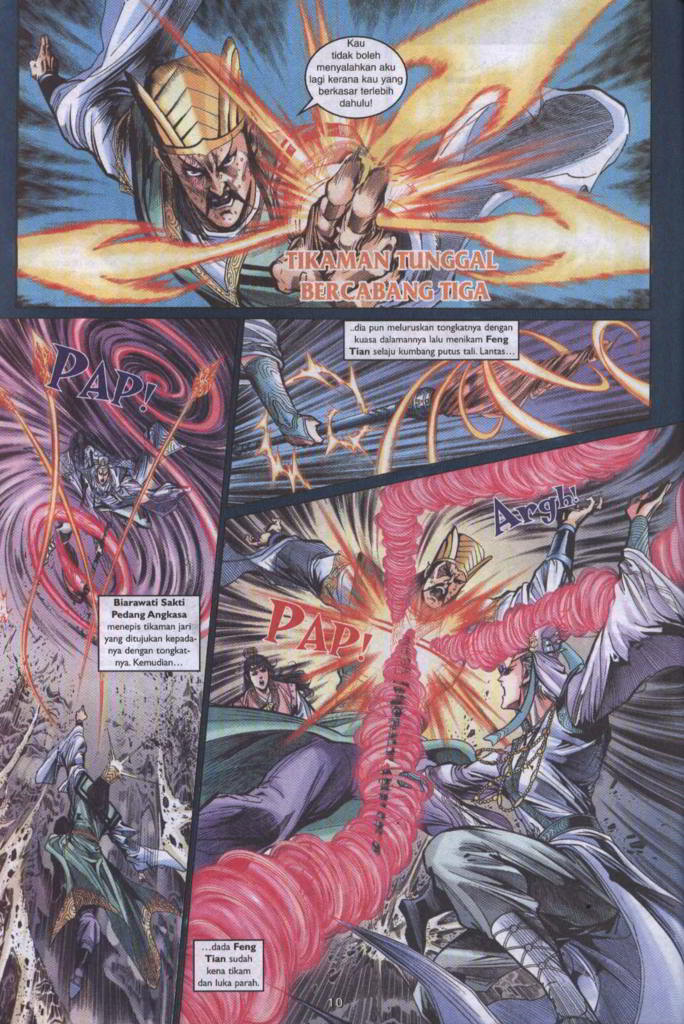 Kau
tidak boleh
menyalahkan aku
lagi kerana kau yang
berkasar terlebih
dahulu!
TIKAMAN TUNGGAL
BERCABANG TIGA
PAP!
..dia pun meluruskan tongkatnya dengan
kuasa dalamannya lalu menikam Feng
Tian selaju kumbang putus tali. Lantas...
Biarawati Sakti
Pedang Angkasa
menepis tikaman jari
yang ditujukan kepada-
nya dengan tongkat-
nya. Kemudian...
Argh!
PAP!
...dada Feng
Tian sudah
kena tikam
dan luka parah.
10